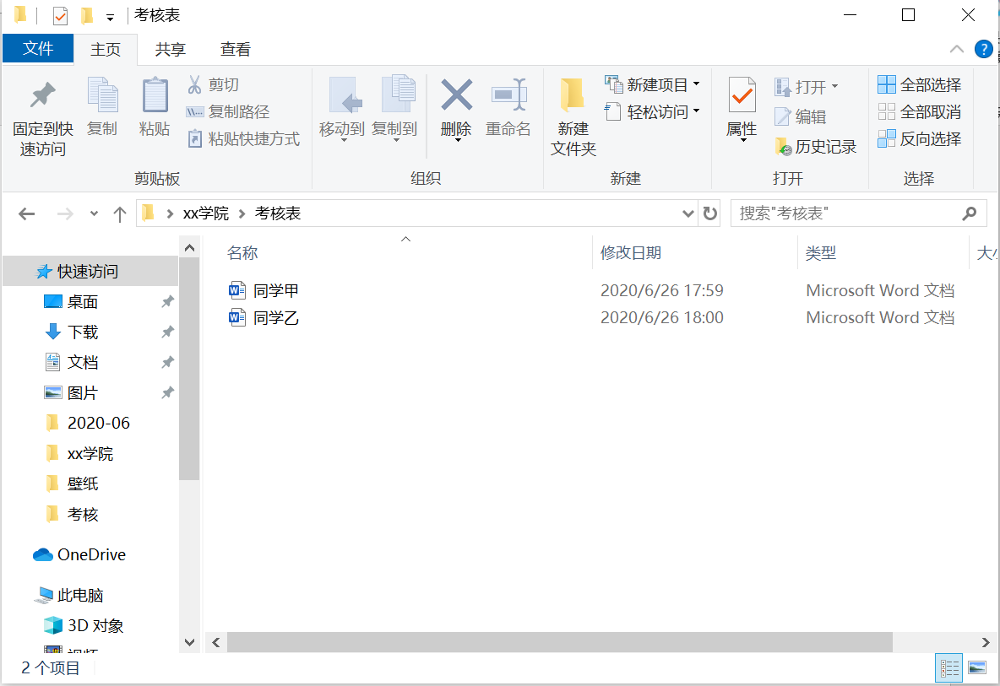 考核表
文件 主页 共享 查看
固定到快速访问
复制
粘贴
剪切
复制路径
粘贴快捷方式
剪贴板
移动到
复制到
删除
重命名
组织
新建文件夹
新建项目
轻松访问
新建
属性
打开
编辑
历史记录
打开
全部选择
全部取消
反向选择
选择
xx学院 考核表
搜索"考核表"
快速访问
桌面
下载
文档
图片
2020-06
xx学院
壁纸
考核
OneDrive
此电脑
3D 对象
视频
名称 修改日期 类型
同学甲 2020/6/26 17:59 Microsoft Word 文档
同学乙 2020/6/26 18:00 Microsoft Word 文档
2 个项目